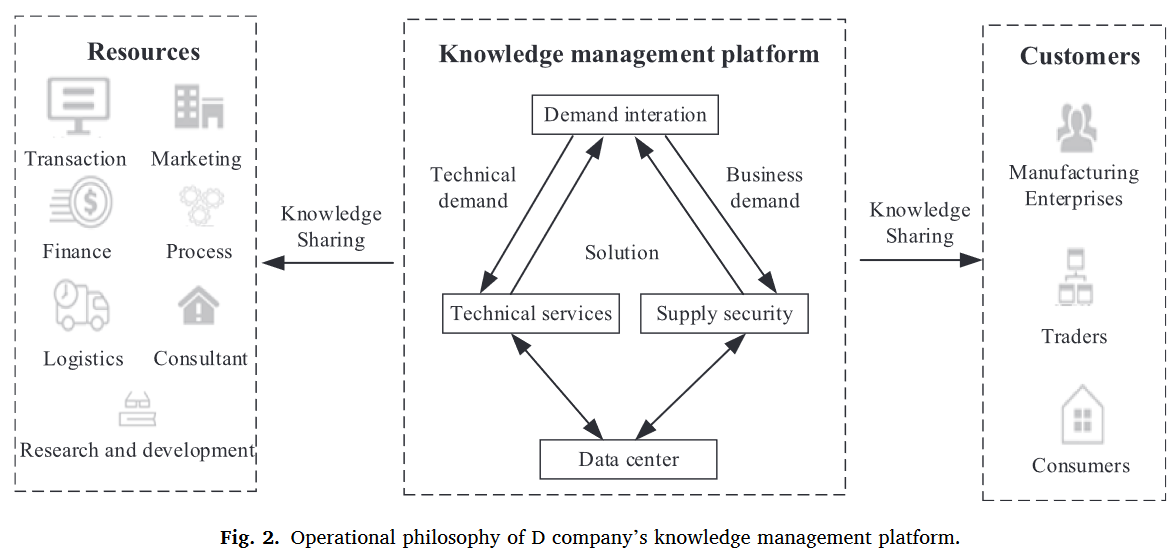 Resources
Transaction
Marketing
Finance
Process
Logistics
Consultant
Research and development
Knowledge
Sharing
Knowledge management platform
Demand interation
Technical
demand
Business
demand
Solution
Technical services
Supply security
Data center
Knowledge
Sharing
Customers
Manufacturing
Enterprises
Traders
Consumers
Fig. 2. Operational philosophy of D company's knowledge management platform.